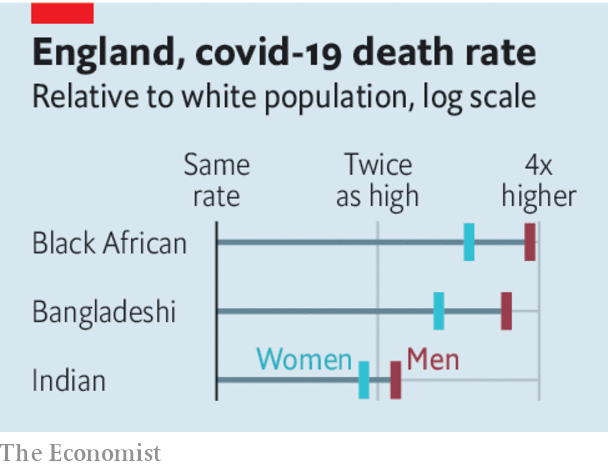 England, covid-19 death rate
Relative to white population, log scale
Same rate
Twice as high
4x higher
Black African
Bangladeshi
Women Men
Indian
The Economist